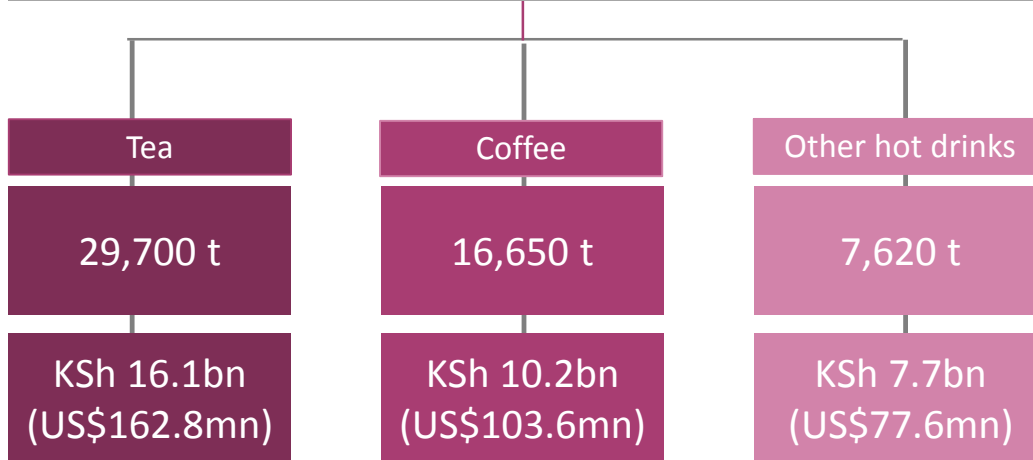 Tea
Coffee
Other hot drinks
29,700 t
16,650 t
7,620 t
KSh 16.1bn
(US$162.8mn)
KSh 10.2bn
(US$103.6mn)
KSh 7.7bn
(US$77.6mn)